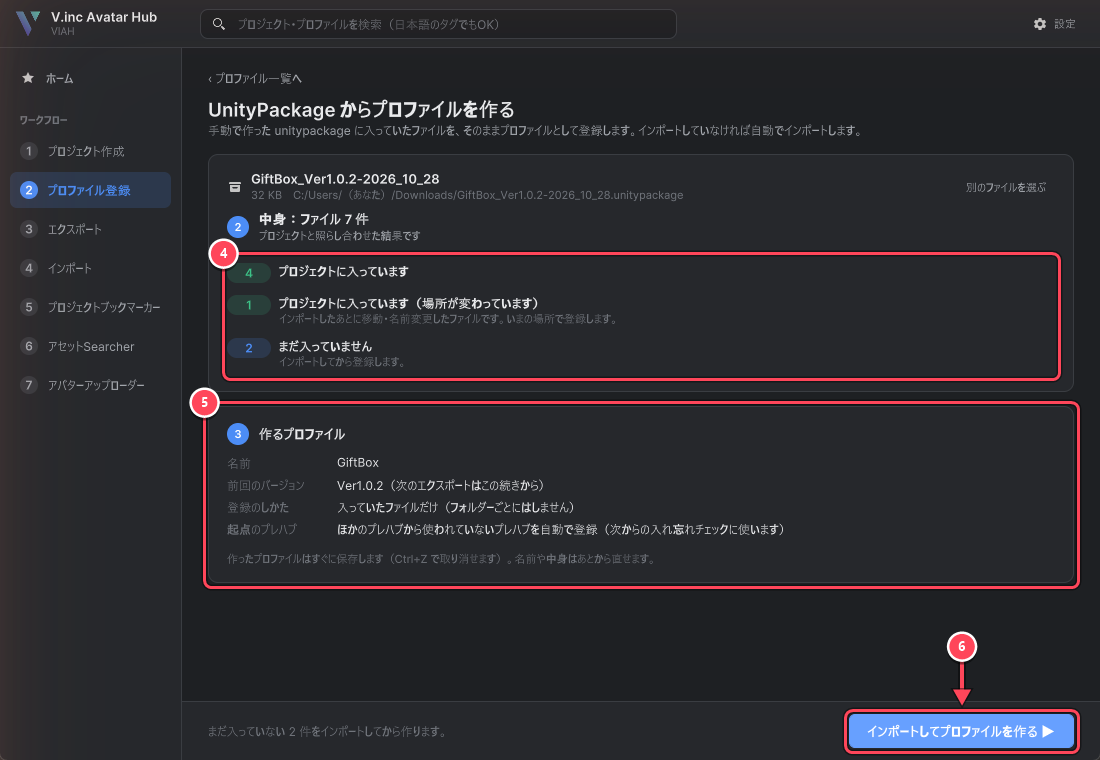 V.inc Avatar Hub
VIAH
プロジェクト・プロファイルを検索（日本語のタグでもOK）
設定
ホーム
ワークフロー
1 プロジェクト作成
2 プロファイル登録
3 エクスポート
4 インポート
5 プロジェクトブックマーカー
6 アセットSearcher
7 アバターアップローダー
‹ プロファイル一覧へ
UnityPackage からプロファイルを作る
手動で作った unitypackage に入っていたファイルを、そのままプロファイルとして登録します。インポートしていなければ自動でインポートします。
GiftBox_Ver1.0.2-2026_10_28
32 KB C:/Users/（あなた）/Downloads/GiftBox_Ver1.0.2-2026_10_28.unitypackage
別のファイルを選ぶ
2 中身：ファイル 7 件
プロジェクトと照らし合わせた結果です
4
4 プロジェクトに入っています
1 プロジェクトに入っています（場所が変わっています）
インポートしたあとに移動・名前変更したファイルです。いまの場所で登録します。
2 まだ入っていません
インポートしてから登録します。
5
3 作るプロファイル
名前 GiftBox
前回のバージョン Ver1.0.2（次のエクスポートはこの続きから）
登録のしかた 入っていたファイルだけ（フォルダーごとにはしません）
起点のプレハブ ほかのプレハブから使われていないプレハブを自動で登録（次からの入れ忘れチェックに使います）
作ったプロファイルはすぐに保存します（Ctrl+Z で取り消せます）。名前や中身はあとから直せます。
6
まだ入っていない 2 件をインポートしてから作ります。
インポートしてプロファイルを作る ▶